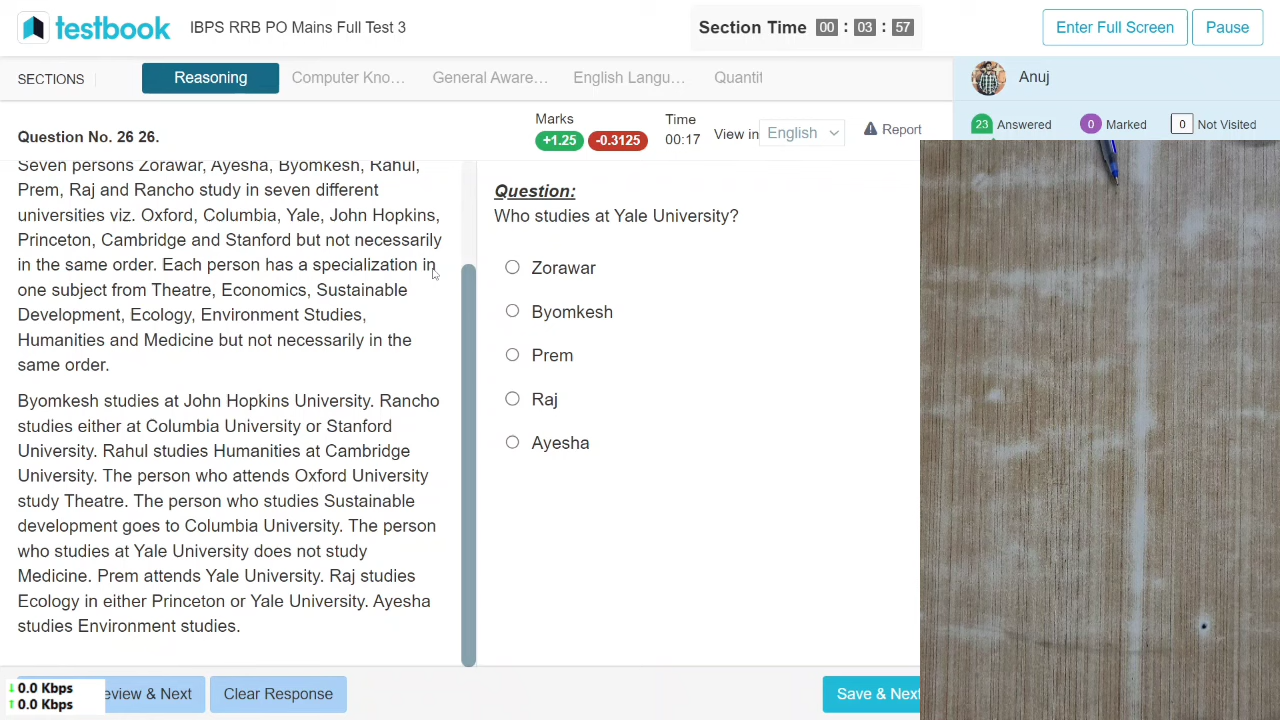 testbook
IBPS RRB PO Mains Full Test 3
Section Time 00 : 03 : 57
Enter Full Screen
Pause
SECTIONS
Reasoning
Computer Kno...
General Aware...
English Langu...
Quantit
Anuj
23 Answered
0 Marked
0 Not Visited
Question No. 26 26.
Marks
+1.25 -0.3125
Time
00:17
View in English
Report
Seven persons Zorawar, Ayesha, Byomkesh, Rahul,
Prem, Raj and Rancho study in seven different
universities viz. Oxford, Columbia, Yale, John Hopkins,
Princeton, Cambridge and Stanford but not necessarily
in the same order. Each person has a specialization in
one subject from Theatre, Economics, Sustainable
Development, Ecology, Environment Studies,
Humanities and Medicine but not necessarily in the
same order.
Byomkesh studies at John Hopkins University. Rancho
studies either at Columbia University or Stanford
University. Rahul studies Humanities at Cambridge
University. The person who attends Oxford University
study Theatre. The person who studies Sustainable
development goes to Columbia University. The person
who studies at Yale University does not study
Medicine. Prem attends Yale University. Raj studies
Ecology in either Princeton or Yale University. Ayesha
studies Environment studies.
Question:
Who studies at Yale University?
Zorawar
Byomkesh
Prem
Raj
Ayesha
eview & Next
Clear Response
Save & Nex
0.0 Kbps
0.0 Kbps